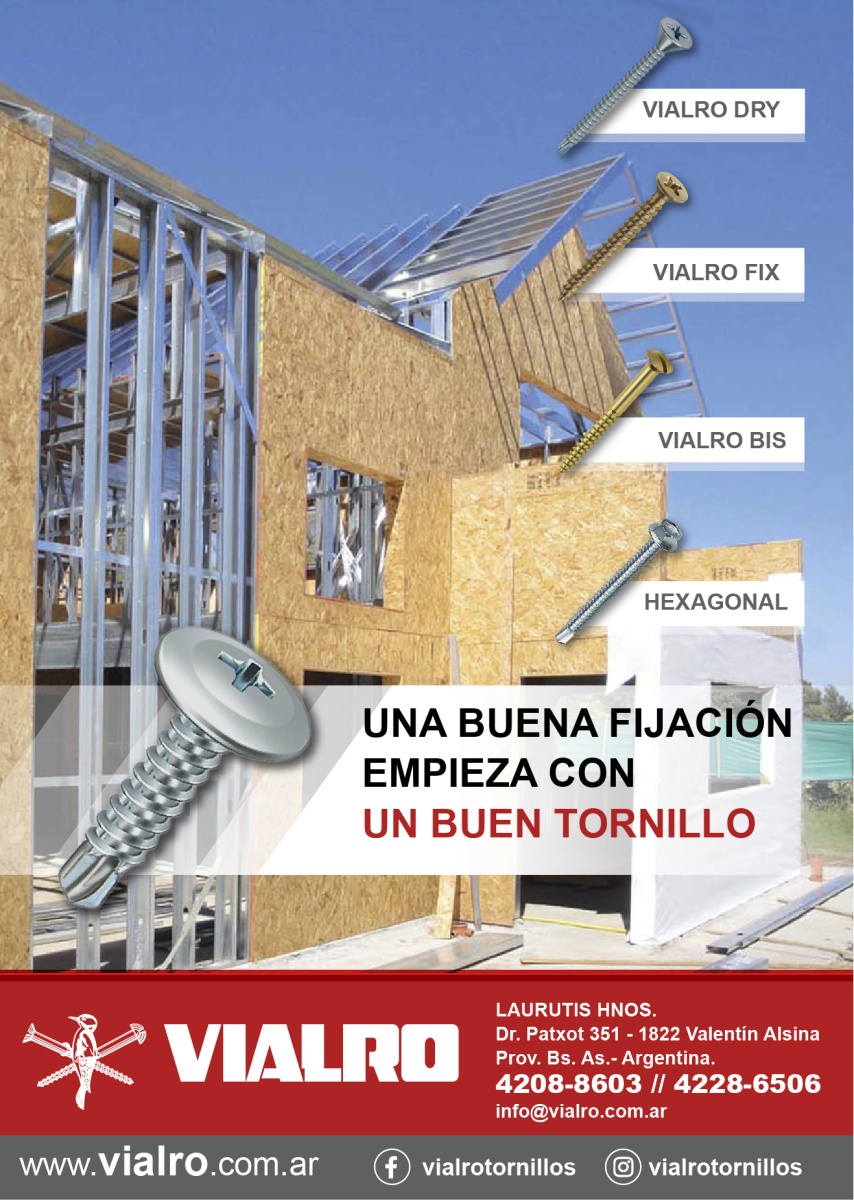 VIALRO DRY
VIALRO FIX
VIALRO BIS
HEXAGONAL
UNA BUENA FIJACIÓN
EMPIEZA CON
UN BUEN TORNILLO
VIALRO
LAURUTIS HNOS.
Dr. Patxot 351 - 1822 Valentín Alsina
Prov. Bs. As.- Argentina.
4208-8603 // 4228-6506
info@vialro.com.ar
www.vialro.com.ar
vialrotornillos
vialrotornillos